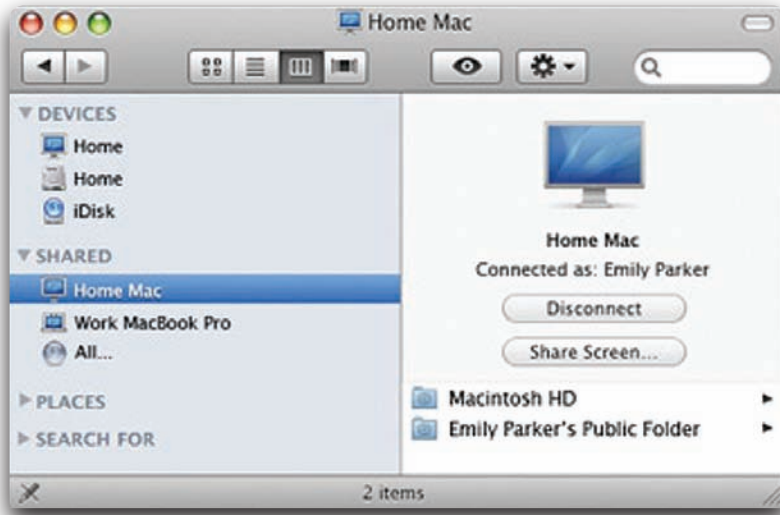 Home Mac
DEVICES
Home
Home
iDisk
SHARED
Home Mac
Work MacBook Pro
All...
PLACES
SEARCH FOR
Home Mac
Connected as: Emily Parker
Disconnect
Share Screen...
Macintosh HD
Emily Parker's Public Folder
2 items